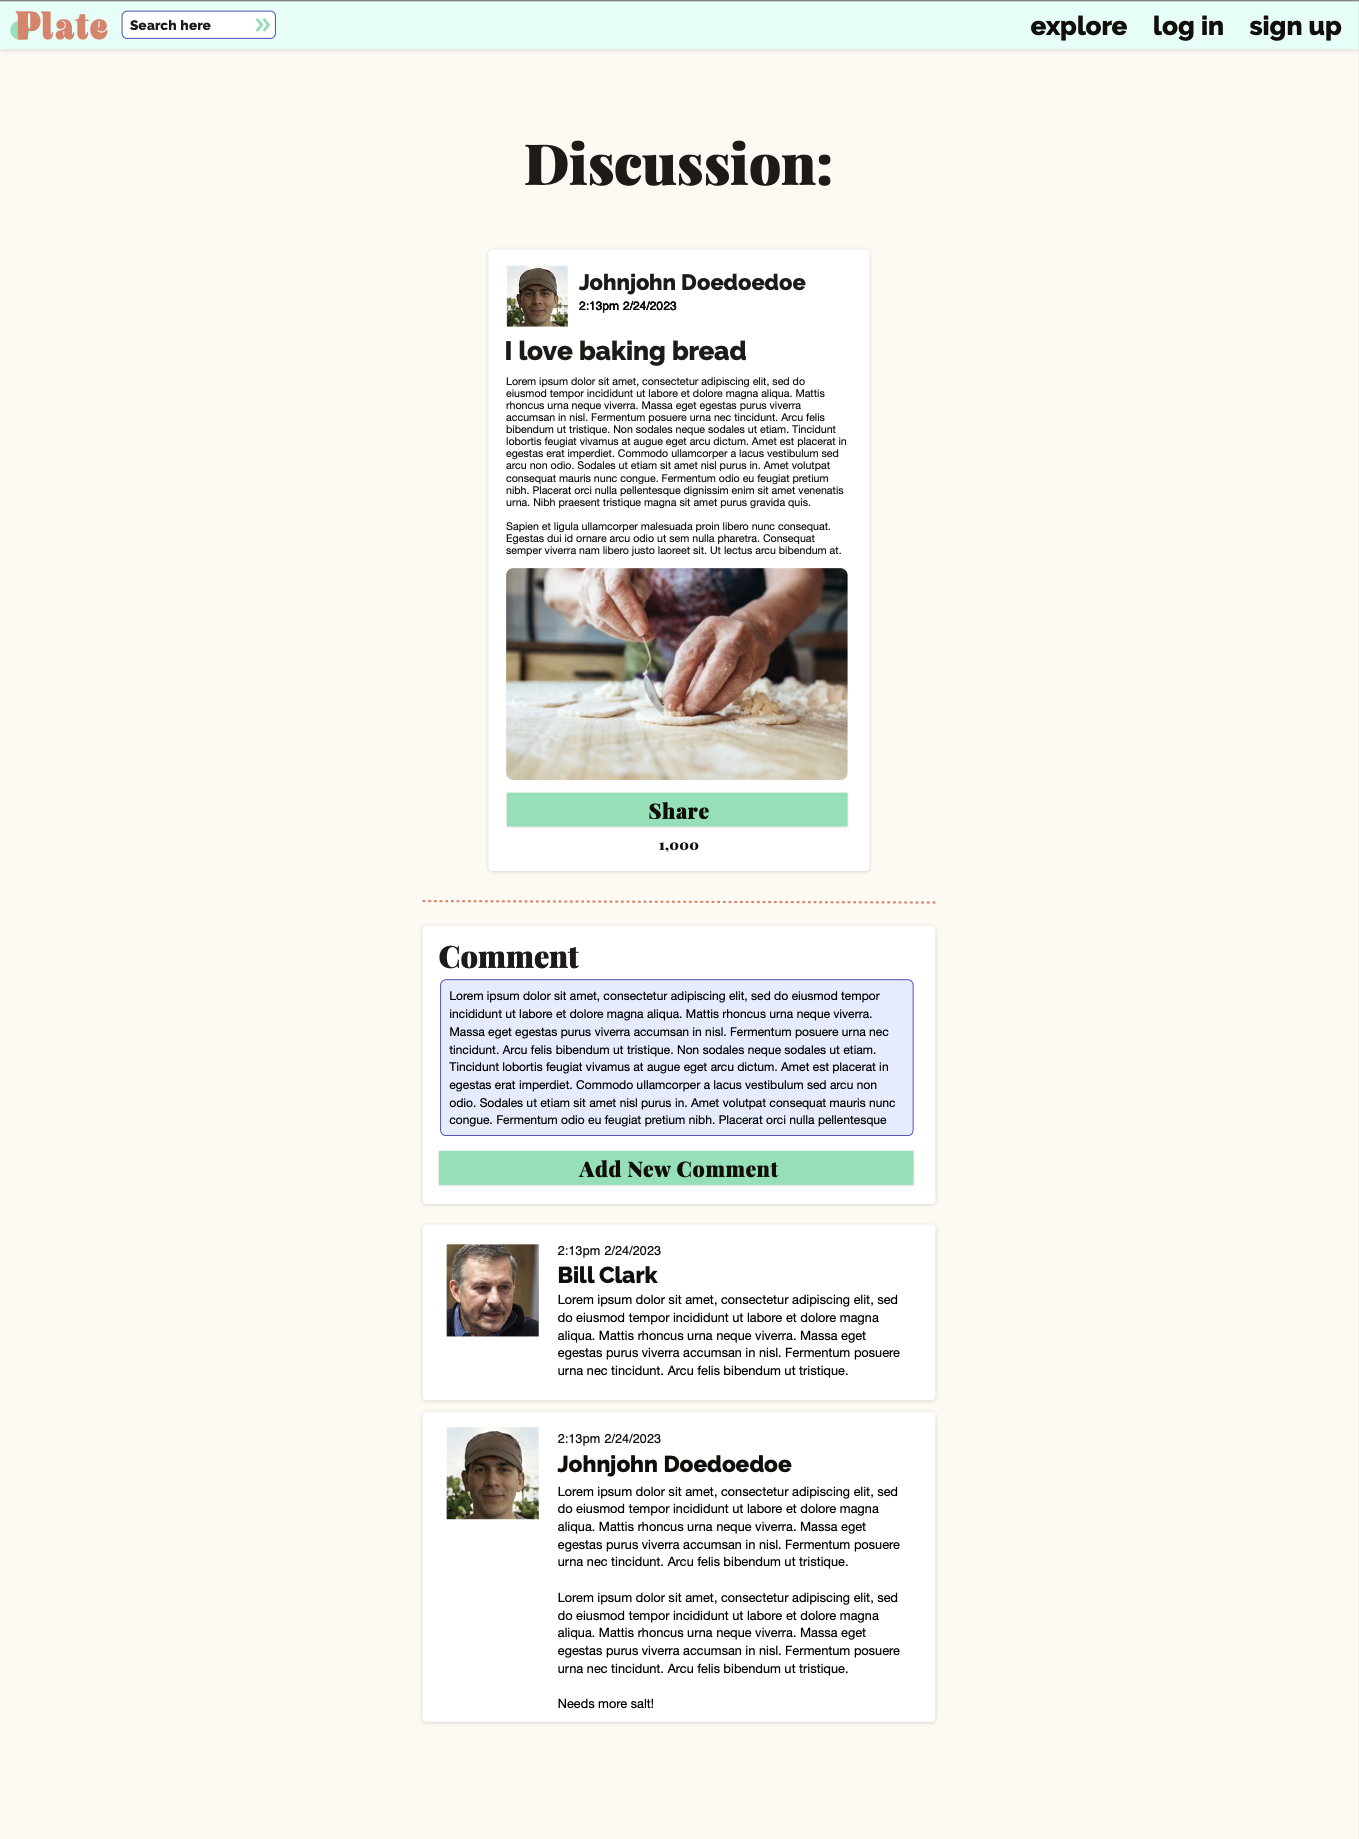 Plate
Search here
explore
log in
sign up
Discussion:
Johnjohn Doedoedoe
2:13pm 2/24/2023
I love baking bread
Lorem ipsum dolor sit amet, consectetur adipiscing elit, sed do
eiusmod tempor incididunt ut labore et dolore magna aliqua. Mattis
rhoncus urna neque viverra. Massa eget egestas purus viverra
accumsan in nisl. Fermentum posuere urna nec tincidunt. Arcu felis
bibendum ut tristique. Non sodales neque sodales ut etiam. Tincidunt
lobortis feugiat vivamus at augue eget arcu dictum. Amet est placerat in
egestas erat imperdiet. Commodo ullamcorper a lacus vestibulum sed
arcu non odio. Sodales ut etiam sit amet nisl purus in. Amet volutpat
consequat mauris nunc congue. Fermentum odio eu feugiat pretium
nibh. Placerat orci nulla pellentesque dignissim enim sit amet venenatis
urna. Nibh praesent tristique magna sit amet purus gravida quis.
Sapien et ligula ullamcorper malesuada proin libero nunc consequat.
Egestas dui id ornare arcu odio ut sem nulla pharetra. Consequat
semper viverra nam libero justo laoreet sit. Ut lectus arcu bibendum at.
Share
1,000
Comment
Lorem ipsum dolor sit amet, consectetur adipiscing elit, sed do eiusmod tempor
incididunt ut labore et dolore magna aliqua. Mattis rhoncus urna neque viverra.
Massa eget egestas purus viverra accumsan in nisl. Fermentum posuere urna nec
tincidunt. Arcu felis bibendum ut tristique. Non sodales neque sodales ut etiam.
Tincidunt lobortis feugiat vivamus at augue eget arcu dictum. Amet est placerat in
egestas erat imperdiet. Commodo ullamcorper a lacus vestibulum sed arcu non
odio. Sodales ut etiam sit amet nisl purus in. Amet volutpat consequat mauris nunc
congue. Fermentum odio eu feugiat pretium nibh. Placerat orci nulla pellentesque
Add New Comment
2:13pm 2/24/2023
Bill Clark
Lorem ipsum dolor sit amet, consectetur adipiscing elit, sed
do eiusmod tempor incididunt ut labore et dolore magna
aliqua. Mattis rhoncus urna neque viverra. Massa eget
egestas purus viverra accumsan in nisl. Fermentum posuere
urna nec tincidunt. Arcu felis bibendum ut tristique.
2:13pm 2/24/2023
Johnjohn Doedoedoe
Lorem ipsum dolor sit amet, consectetur adipiscing elit, sed
do eiusmod tempor incididunt ut labore et dolore magna
aliqua. Mattis rhoncus urna neque viverra. Massa eget
egestas purus viverra accumsan in nisl. Fermentum posuere
urna nec tincidunt. Arcu felis bibendum ut tristique.
Lorem ipsum dolor sit amet, consectetur adipiscing elit, sed
do eiusmod tempor incididunt ut labore et dolore magna
aliqua. Mattis rhoncus urna neque viverra. Massa eget
egestas purus viverra accumsan in nisl. Fermentum posuere
urna nec tincidunt. Arcu felis bibendum ut tristique.
Needs more salt!